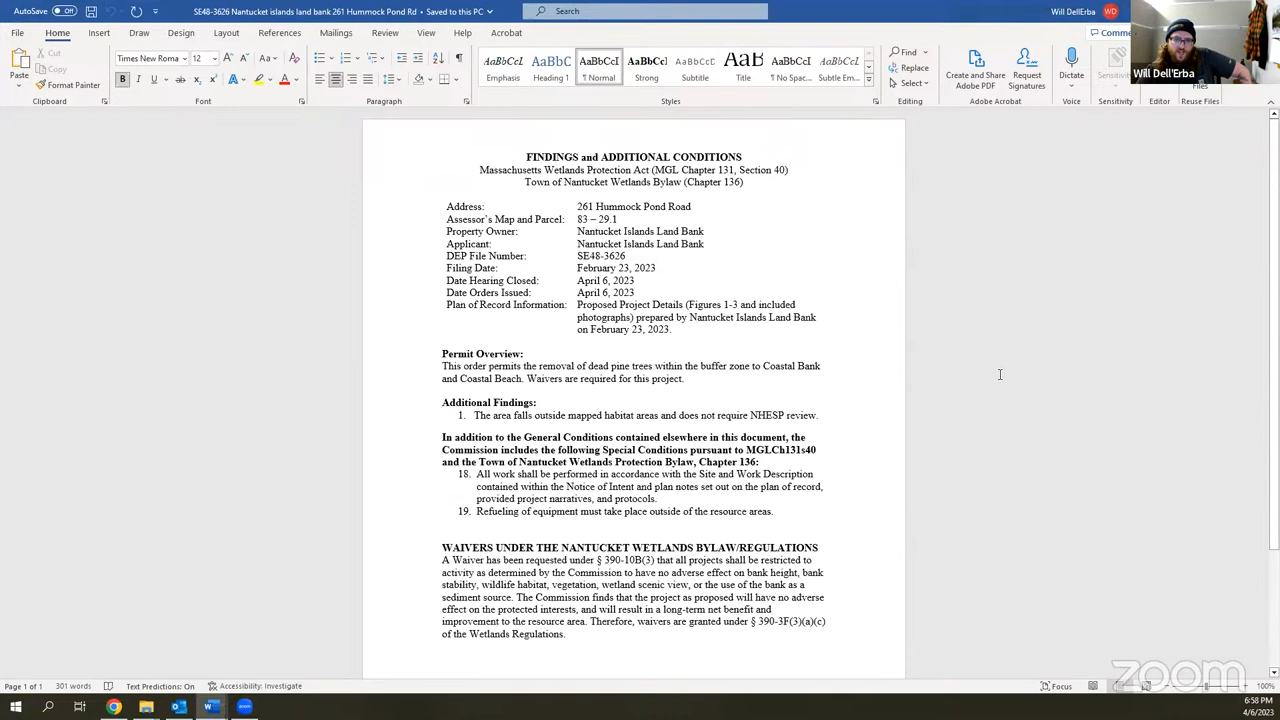 AutoSave Off SE48-3626 Nantucket islands land bank 261 Hummock Pond Rd • Saved to this PC Search Will DellErba WD
File Home Insert Draw Design Layout References Mailings Review View Help Acrobat
Paste Cut Copy Format Painter Clipboard
Times New Roma 12 Font
Paragraph
AaBbCcI Emphasis AaBbC Heading 1 AaBbCcI ¶ Normal AaBbCc Strong AaBbCcI Subtitle AaB Title AaBbCcI ¶ No Spac... AaBbCcI Subtle Em... Styles
Find Replace Select Editing
Create and Share Adobe PDF Request Signatures Adobe Acrobat
Dictate Voice
Sensitivity Sensitivity
Editor
Files Reuse Files
Will Dell'Erba
FINDINGS and ADDITIONAL CONDITIONS
Massachusetts Wetlands Protection Act (MGL Chapter 131, Section 40)
Town of Nantucket Wetlands Bylaw (Chapter 136)
Address: 261 Hummock Pond Road
Assessor's Map and Parcel: 83 – 29.1
Property Owner: Nantucket Islands Land Bank
Applicant: Nantucket Islands Land Bank
DEP File Number: SE48-3626
Filing Date: February 23, 2023
Date Hearing Closed: April 6, 2023
Date Orders Issued: April 6, 2023
Plan of Record Information: Proposed Project Details (Figures 1-3 and included
photographs) prepared by Nantucket Islands Land Bank
on February 23, 2023.
Permit Overview:
This order permits the removal of dead pine trees within the buffer zone to Coastal Bank
and Coastal Beach. Waivers are required for this project.
Additional Findings:
1. The area falls outside mapped habitat areas and does not require NHESP review.
In addition to the General Conditions contained elsewhere in this document, the
Commission includes the following Special Conditions pursuant to MGLCh131s40
and the Town of Nantucket Wetlands Protection Bylaw, Chapter 136:
18. All work shall be performed in accordance with the Site and Work Description
contained within the Notice of Intent and plan notes set out on the plan of record,
provided project narratives, and protocols.
19. Refueling of equipment must take place outside of the resource areas.
WAIVERS UNDER THE NANTUCKET WETLANDS BYLAW/REGULATIONS
A Waiver has been requested under § 390-10B(3) that all projects shall be restricted to
activity as determined by the Commission to have no adverse effect on bank height, bank
stability, wildlife habitat, vegetation, wetland scenic view, or the use of the bank as a
sediment source. The Commission finds that the project as proposed will have no adverse
effect on the protected interests, and will result in a long-term net benefit and
improvement to the resource area. Therefore, waivers are granted under § 390-3F(3)(a)(c)
of the Wetlands Regulations.
zoom
Page 1 of 1 301 words Text Predictions: On Accessibility: Investigate Focus 100%
6:58 PM
4/6/2023